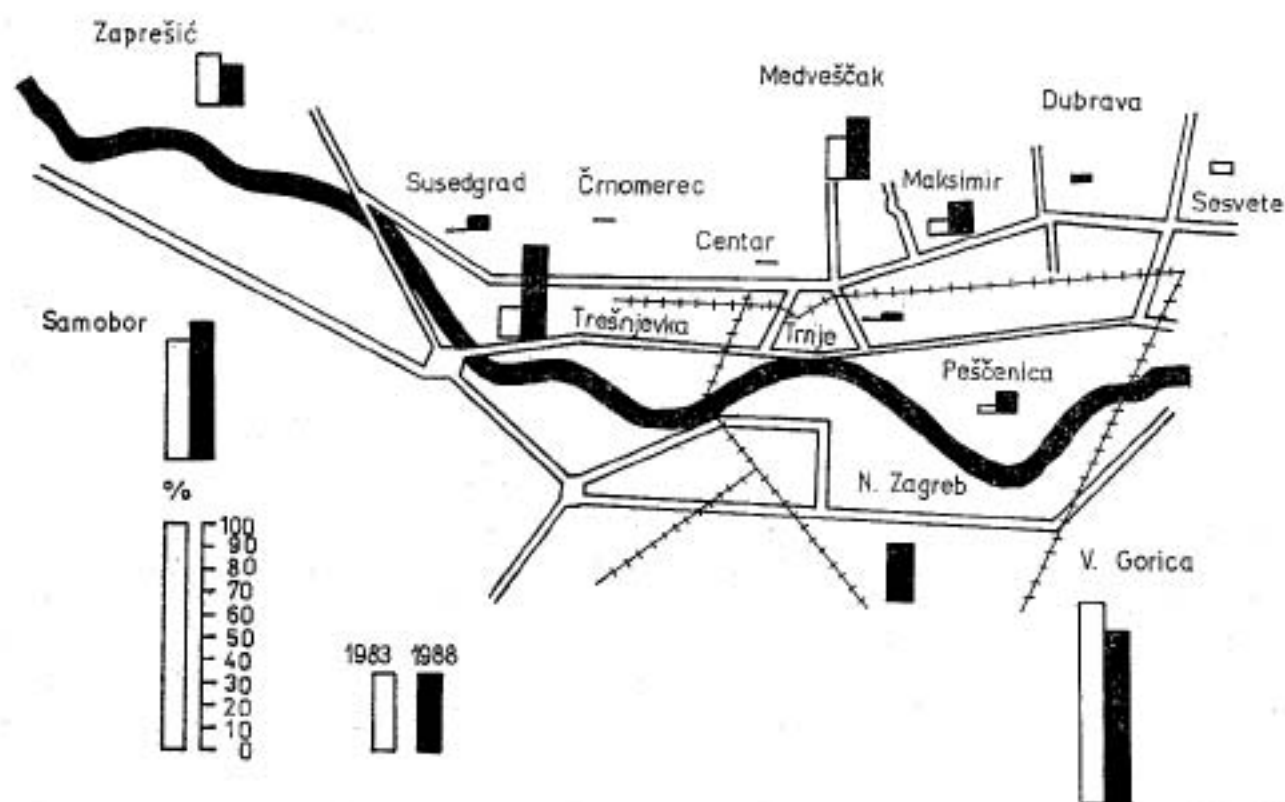 Zaprešić
Medveščak
Dubrava
Susedgrad
Črnomerec
Maksimir
Sesvete
Centar
Samobor
Trešnjevka
Trnje
Peščenica
%
N. Zagreb
100
90
80
70
60
50
40
30
20
10
0
V. Gorica
1983 1988